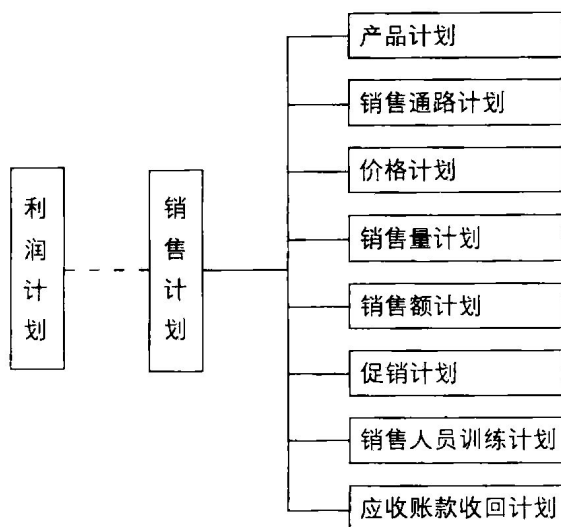 利润计划
销售计划
产品计划
销售通路计划
价格计划
销售量计划
销售额计划
促销计划
销售人员训练计划
应收账款收回计划